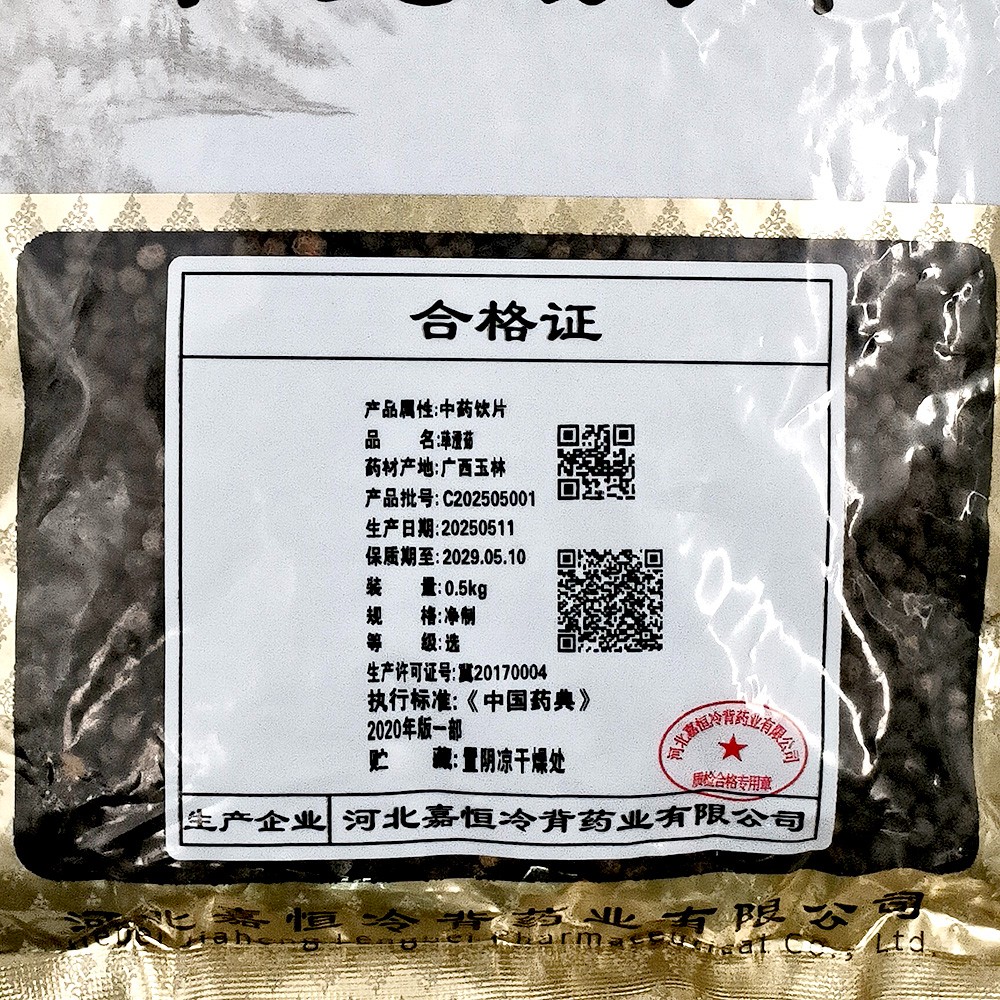 合格证
产品属性:中药饮片
品 名:荜澄茄
药材产地:广西玉林
产品批号:C202505001
生产日期:20250511
保质期至:2029.05.10
装 量:0.5kg
规 格:净制
等 级:选
生产许可证号:冀20170004
执行标准:《中国药典》
2020年版一部
贮 藏:置阴凉干燥处
河北嘉恒冷背药业有限公司
质检合格专用章
生产企业 河北嘉恒冷背药业有限公司
河北嘉恒冷背药业有限公司
Hebei Jiaheng Pharmaceutical Co., Ltd.